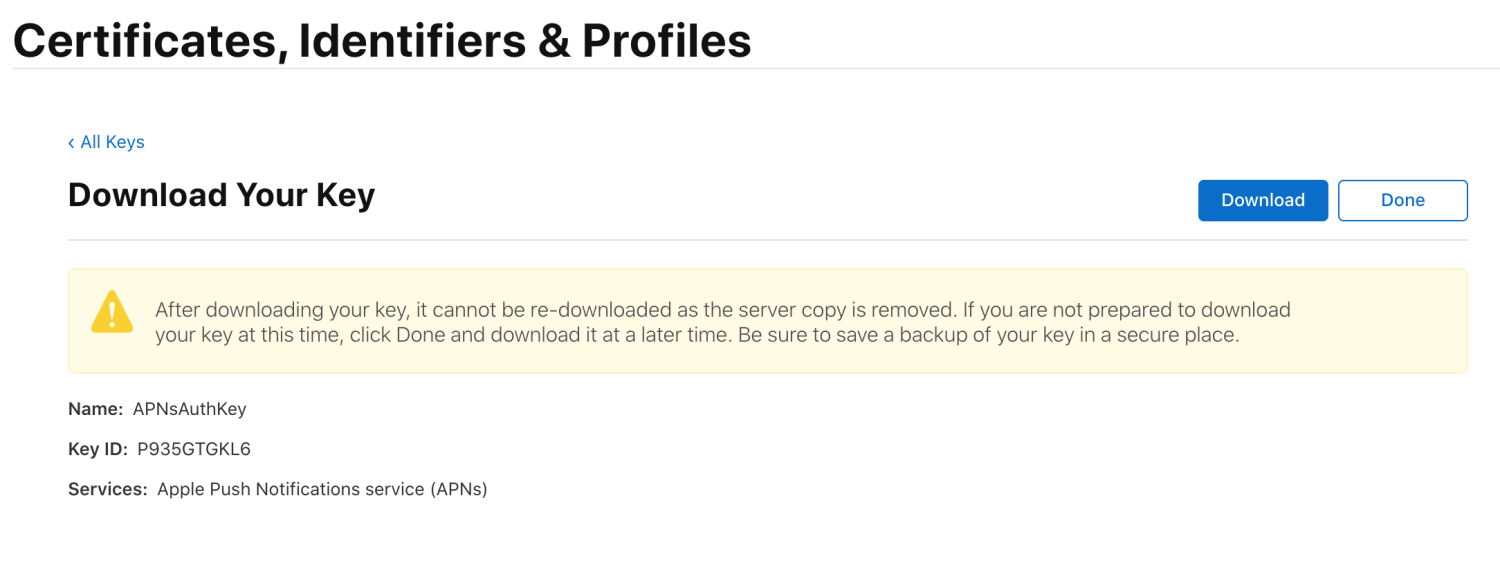 Certificates, Identifiers & Profiles
‹ All Keys
Download Your Key
Download
Done
After downloading your key, it cannot be re-downloaded as the server copy is removed. If you are not prepared to download
your key at this time, click Done and download it at a later time. Be sure to save a backup of your key in a secure place.
Name: APNsAuthKey
Key ID: P935GTGKL6
Services: Apple Push Notifications service (APNs)